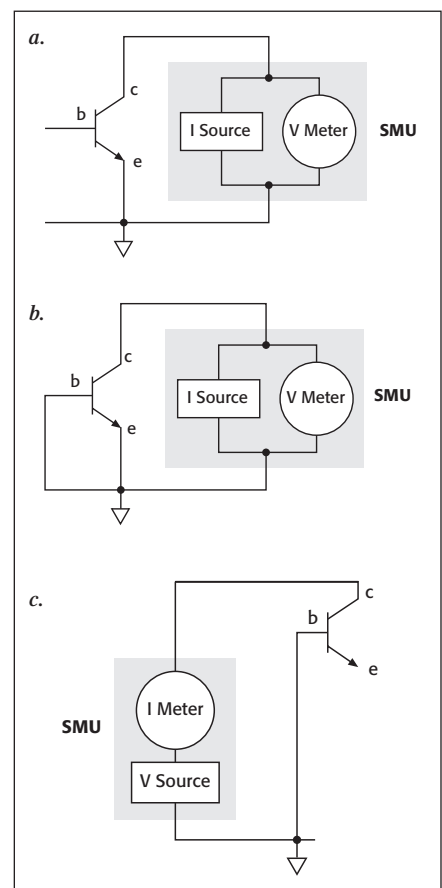 a.
c
b
I Source
V Meter
SMU
e
b.
c
b
I Source
V Meter
SMU
e
c.
c
b
e
I Meter
SMU
V Source